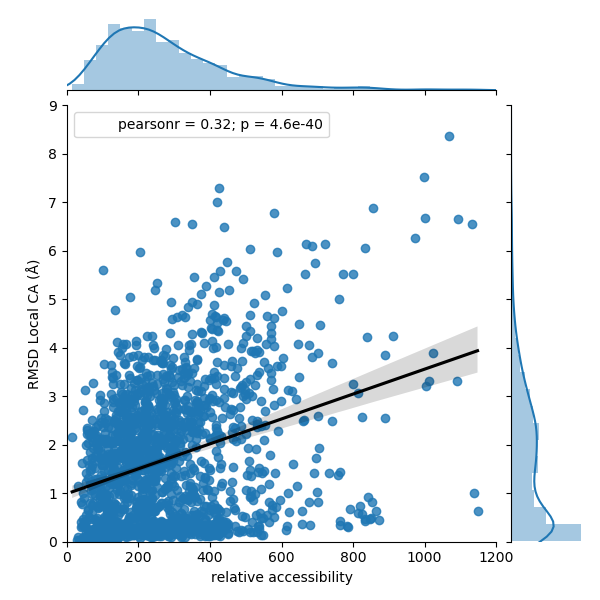 pearsonr = 0.32; p = 4.6e-40
9
8
7
6
5
4
3
2
1
0
RMSD Local CA (Å)
0 200 400 600 800 1000 1200
relative accessibility